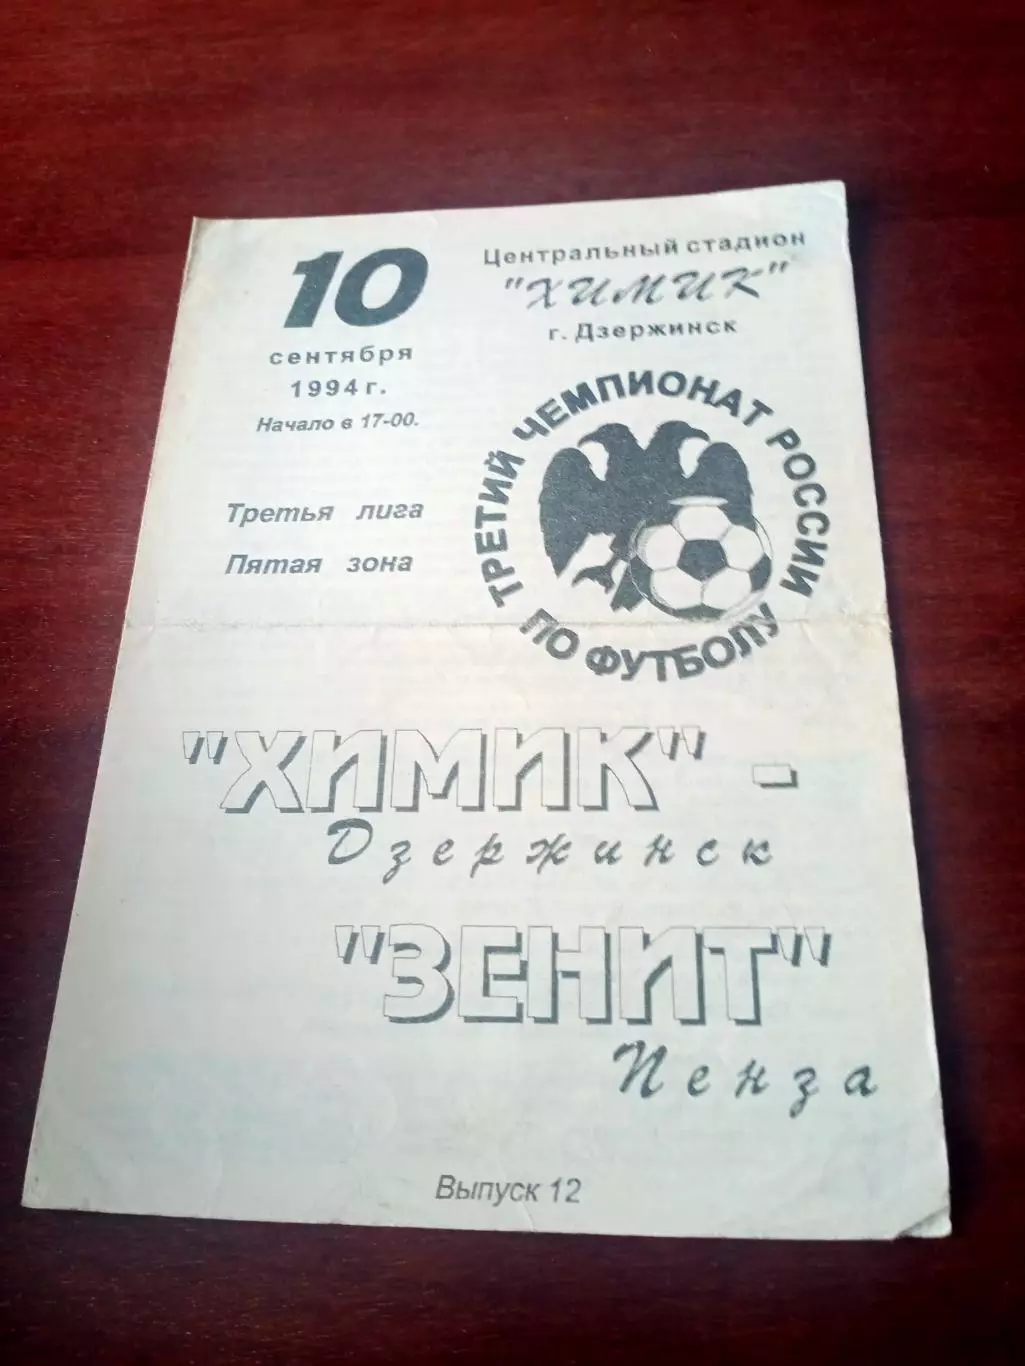 10
сентября
1994 г.
Начало в 17-00.
Центральный стадион
"ХИМИК"
г. Дзержинск
Третья лига
Пятая зона
ТРЕТИЙ ЧЕМПИОНАТ РОССИИ
ПО ФУТБОЛУ
"ХИМИК" -
Дзержинск
"ЗЕНИТ"
Пенза
Выпуск 12